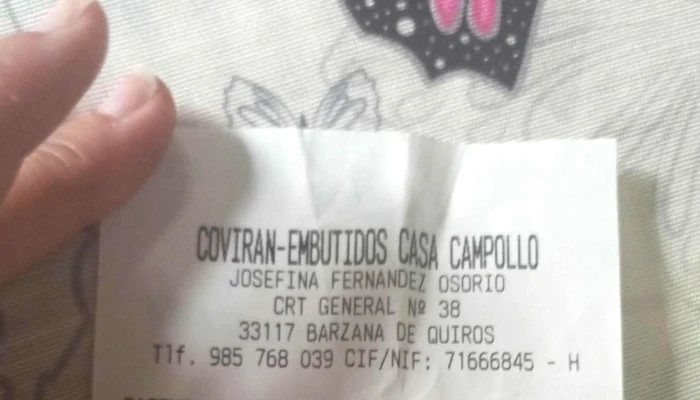 COVIRAN-EMBUTIDOS CASA CAMPOLLO
JOSEFINA FERNANDEZ OSORIO
CRT GENERAL Nº 38
33117 BARZANA DE QUIROS
Tlf. 985 768 039 CIF/NIF: 71666845 - H